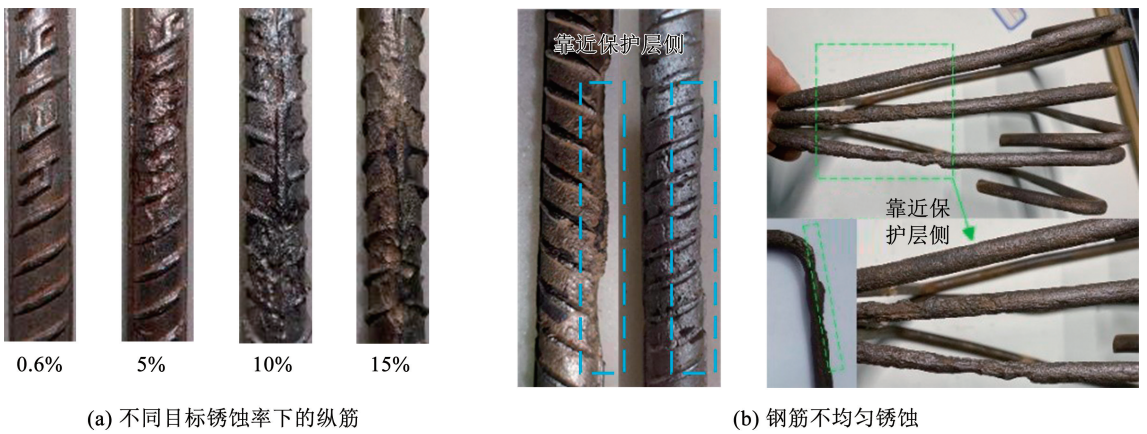 靠近保护层侧
靠近保
护层侧
0.6%
5%
10%
15%
(a) 不同目标锈蚀率下的纵筋
(b) 钢筋不均匀锈蚀